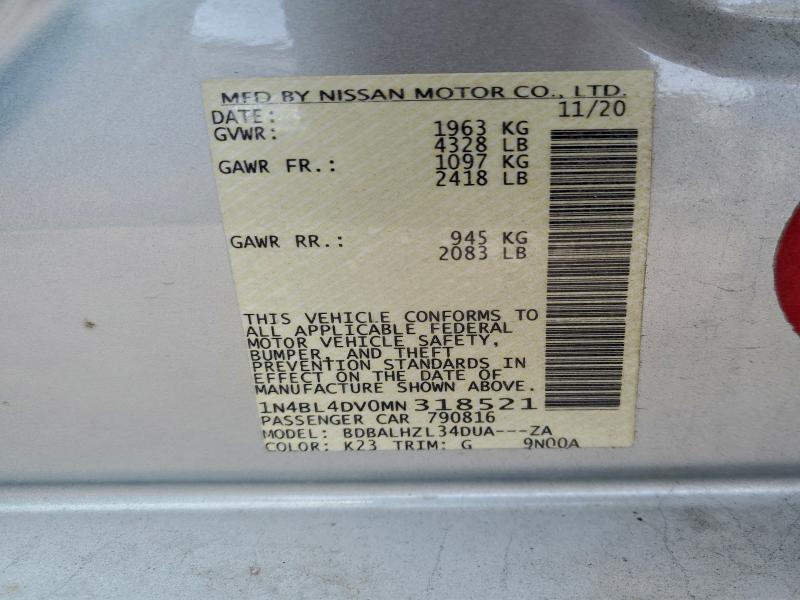 MFD BY NISSAN MOTOR CO., LTD.
DATE: 11/20
GVWR: 1963 KG
4328 LB
GAWR FR.: 1097 KG
2418 LB
GAWR RR.: 945 KG
2083 LB
THIS VEHICLE CONFORMS TO
ALL APPLICABLE FEDERAL
MOTOR VEHICLE SAFETY,
BUMPER, AND THEFT
PREVENTION STANDARDS IN
EFFECT ON THE DATE OF
MANUFACTURE SHOWN ABOVE.
1N4BL4DV0MN318521
PASSENGER CAR 790816
MODEL: BDBALHZL34DUA---ZA
COLOR: K23 TRIM: G 9N00A